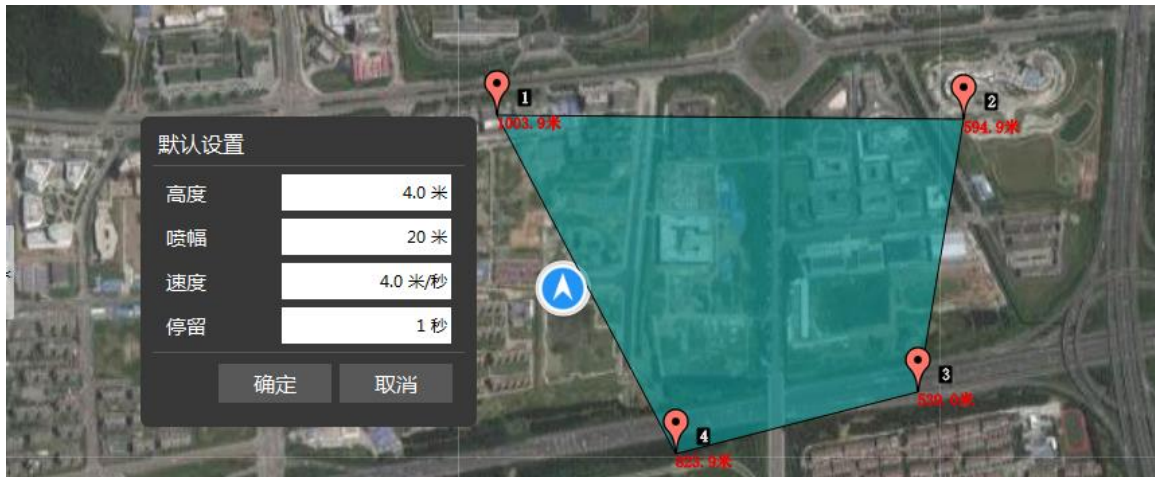 1
1003.9米
2
594.9米
默认设置
高度 4.0 米
喷幅 20 米
速度 4.0 米/秒
停留 1 秒
确定 取消
3
4
823.9米